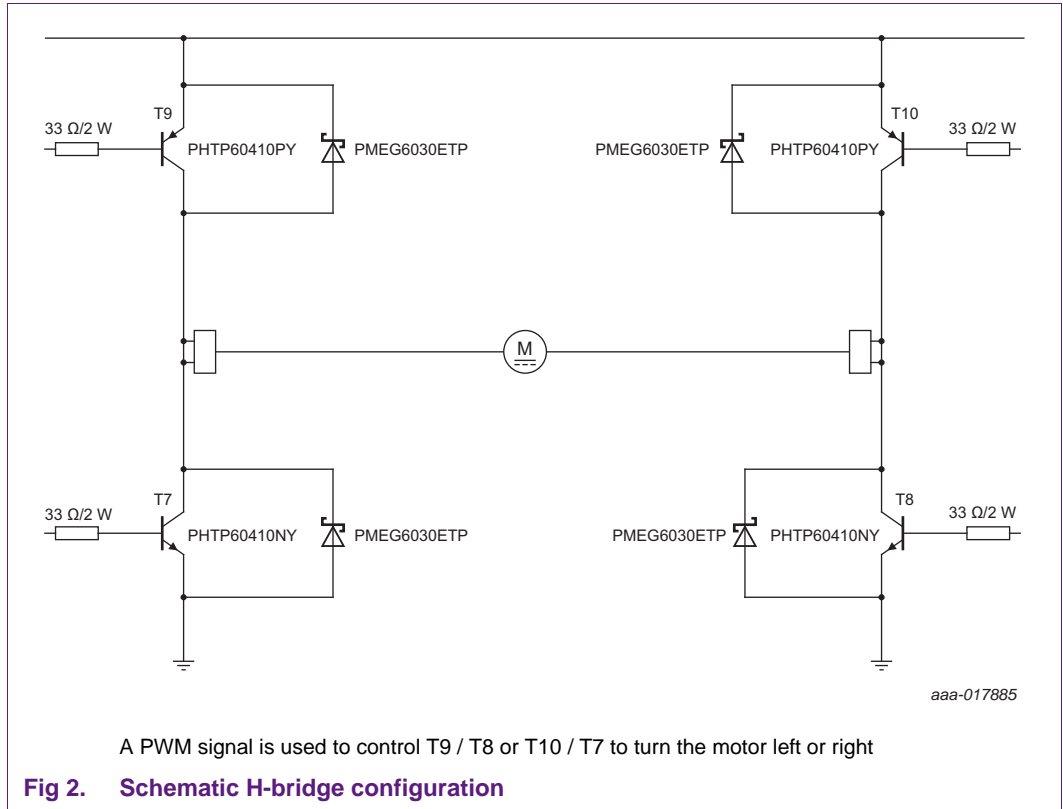 T9
T10
33 Ω/2 W
PHTP60410PY
PMEG6030ETP
PMEG6030ETP
PHTP60410PY
33 Ω/2 W
M
T7
T8
33 Ω/2 W
PHTP60410NY
PMEG6030ETP
PMEG6030ETP
PHTP60410NY
33 Ω/2 W
aaa-017885
A PWM signal is used to control T9 / T8 or T10 / T7 to turn the motor left or right
Fig 2. Schematic H-bridge configuration